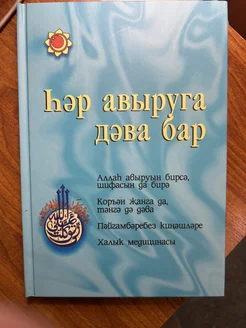 Һәр авыруга
дәва бар
Аллаһ авыруын бирсә,
шифасын да бирә
Коръән җанга да,
тәнгә дә дәва
Пәйгамбәребез киңәшләре
Халык медицинасы